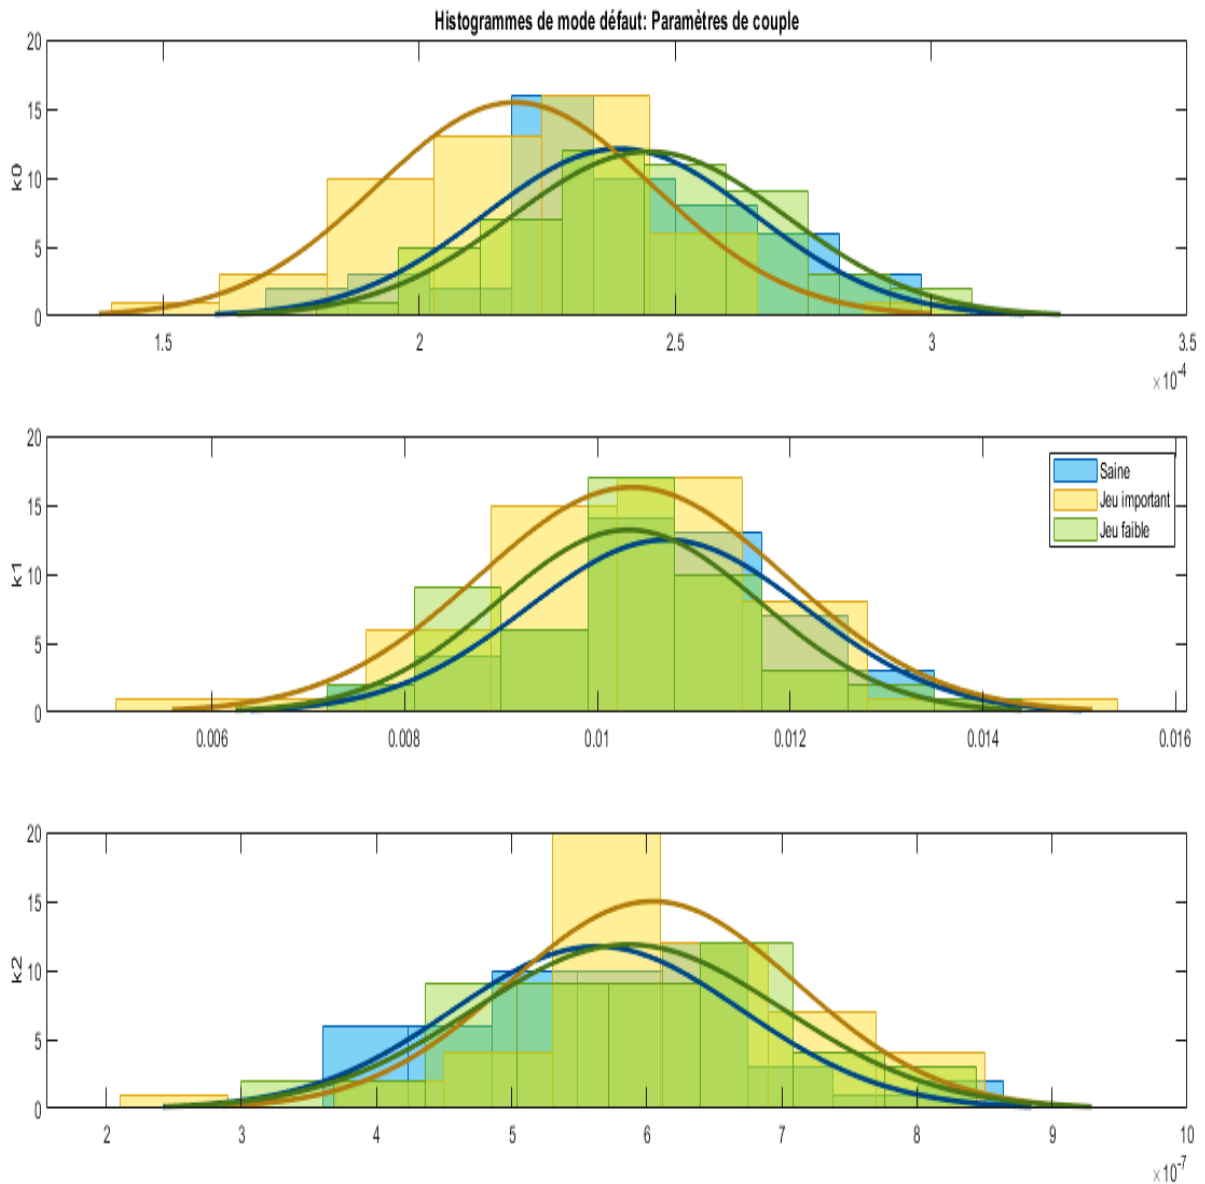 Histogrammes de mode défaut: Paramètres de couple
20
15
10
5
0
k0
1.5 2 2.5 3 3.5
×10-4
20
15
10
5
0
k1
Saine
Jeu important
Jeu faible
0.006 0.008 0.01 0.012 0.014 0.016
20
15
10
5
0
k2
2 3 4 5 6 7 8 9 10
×10-7